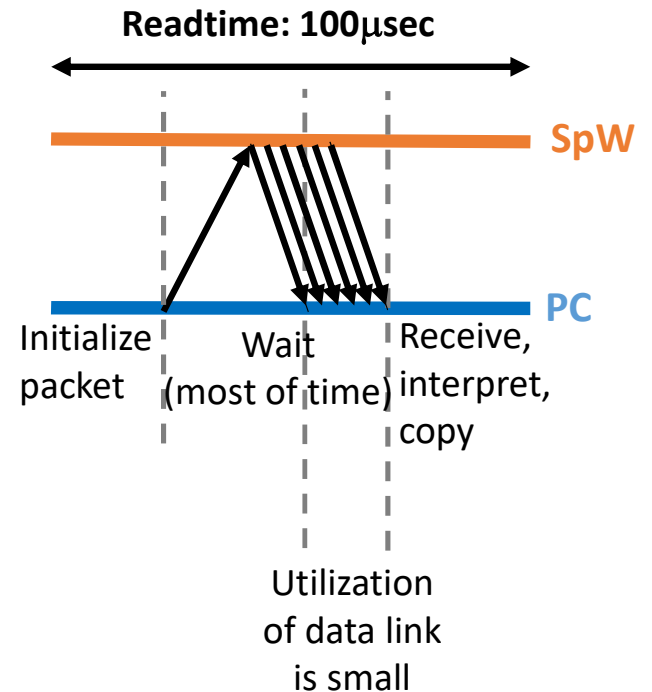 Readtime: 100μsec
SpW
PC
Initialize
packet
Wait
(most of time)
Receive,
interpret,
copy
Utilization
of data link
is small